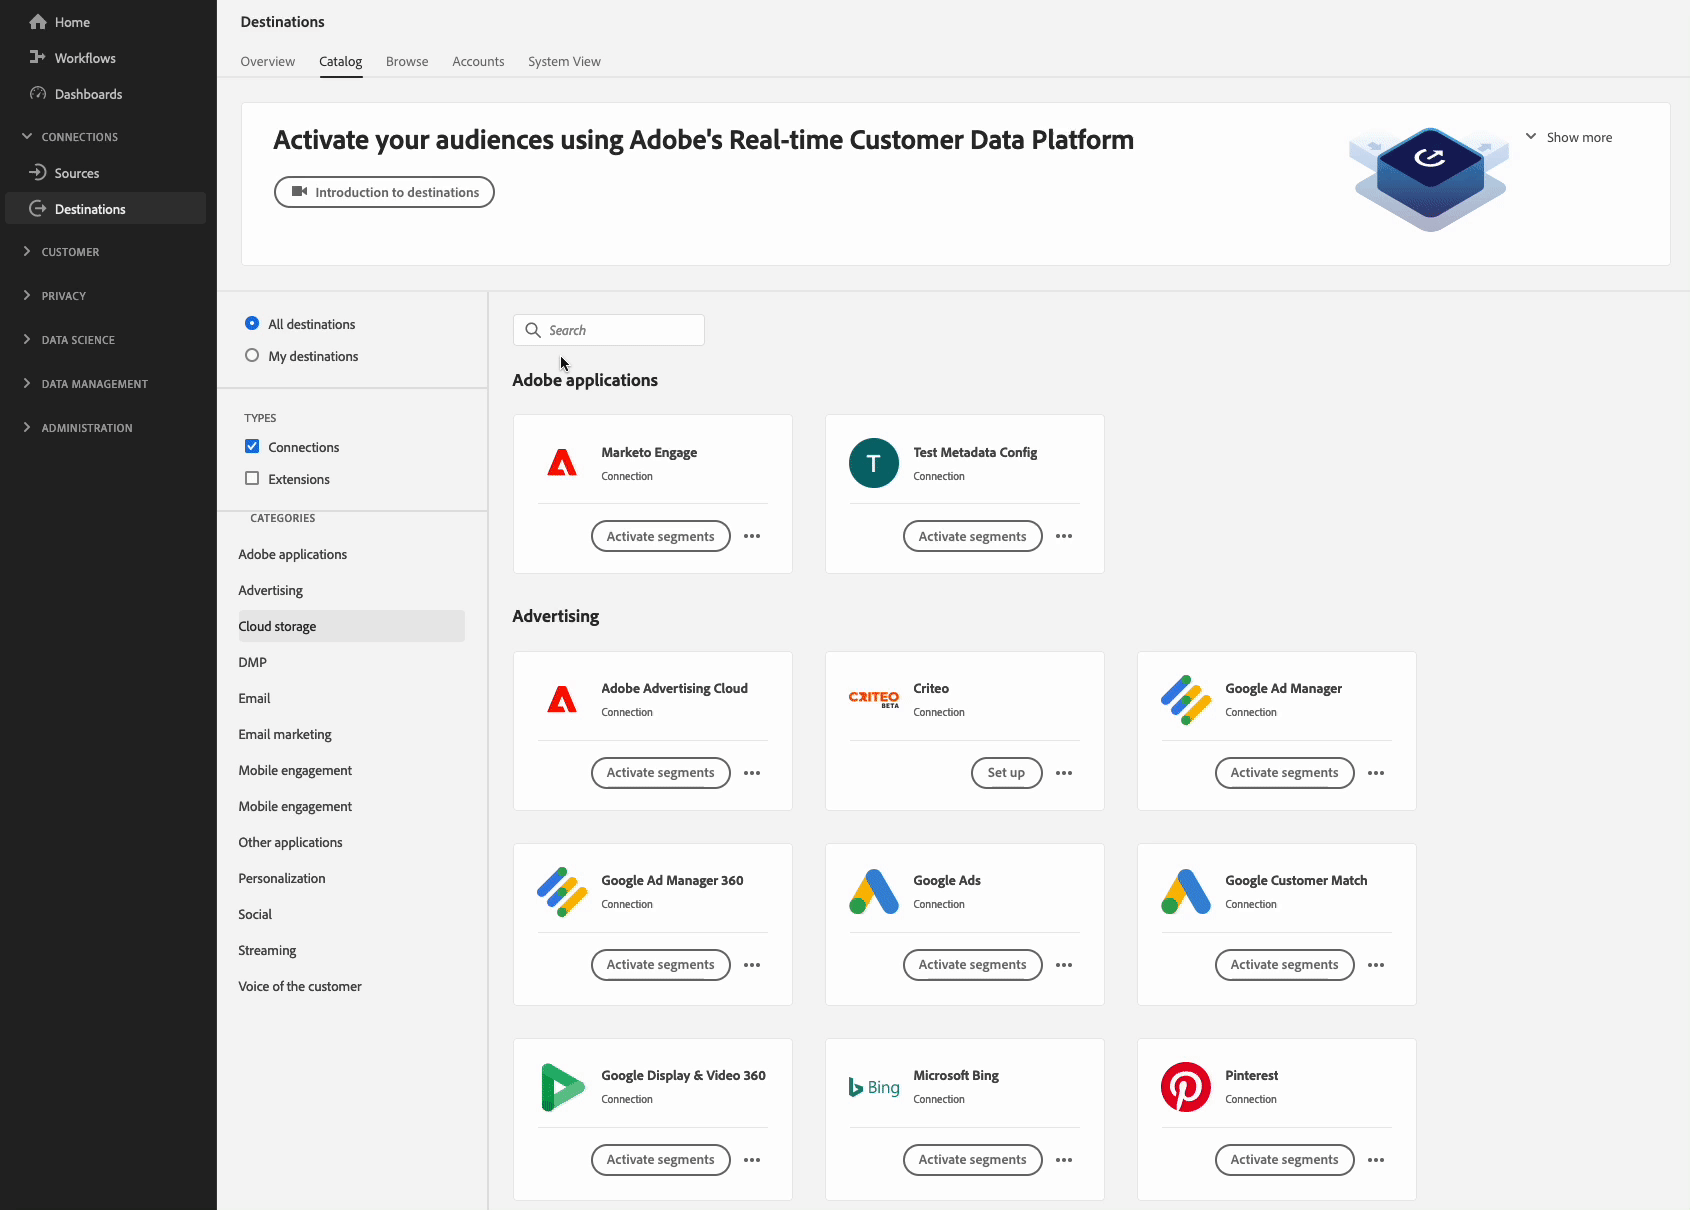 Home
Workflows
Dashboards
CONNECTIONS
Sources
Destinations
CUSTOMER
PRIVACY
DATA SCIENCE
DATA MANAGEMENT
ADMINISTRATION
Destinations
Overview
Catalog
Browse
Accounts
System View
Activate your audiences using Adobe's Real-time Customer Data Platform
Introduction to destinations
Show more
All destinations
My destinations
TYPES
Connections
Extensions
CATEGORIES
Adobe applications
Advertising
Cloud storage
DMP
Email
Email marketing
Mobile engagement
Mobile engagement
Other applications
Personalization
Social
Streaming
Voice of the customer
Search
Adobe applications
Marketo Engage
Connection
Activate segments
T
Test Metadata Config
Connection
Activate segments
Advertising
Adobe Advertising Cloud
Connection
Activate segments
CRITEO
BETA
Criteo
Connection
Set up
Google Ad Manager
Connection
Activate segments
Google Ad Manager 360
Connection
Activate segments
Google Ads
Connection
Activate segments
Google Customer Match
Connection
Activate segments
Google Display & Video 360
Connection
Activate segments
Bing
Microsoft Bing
Connection
Activate segments
Pinterest
Connection
Activate segments